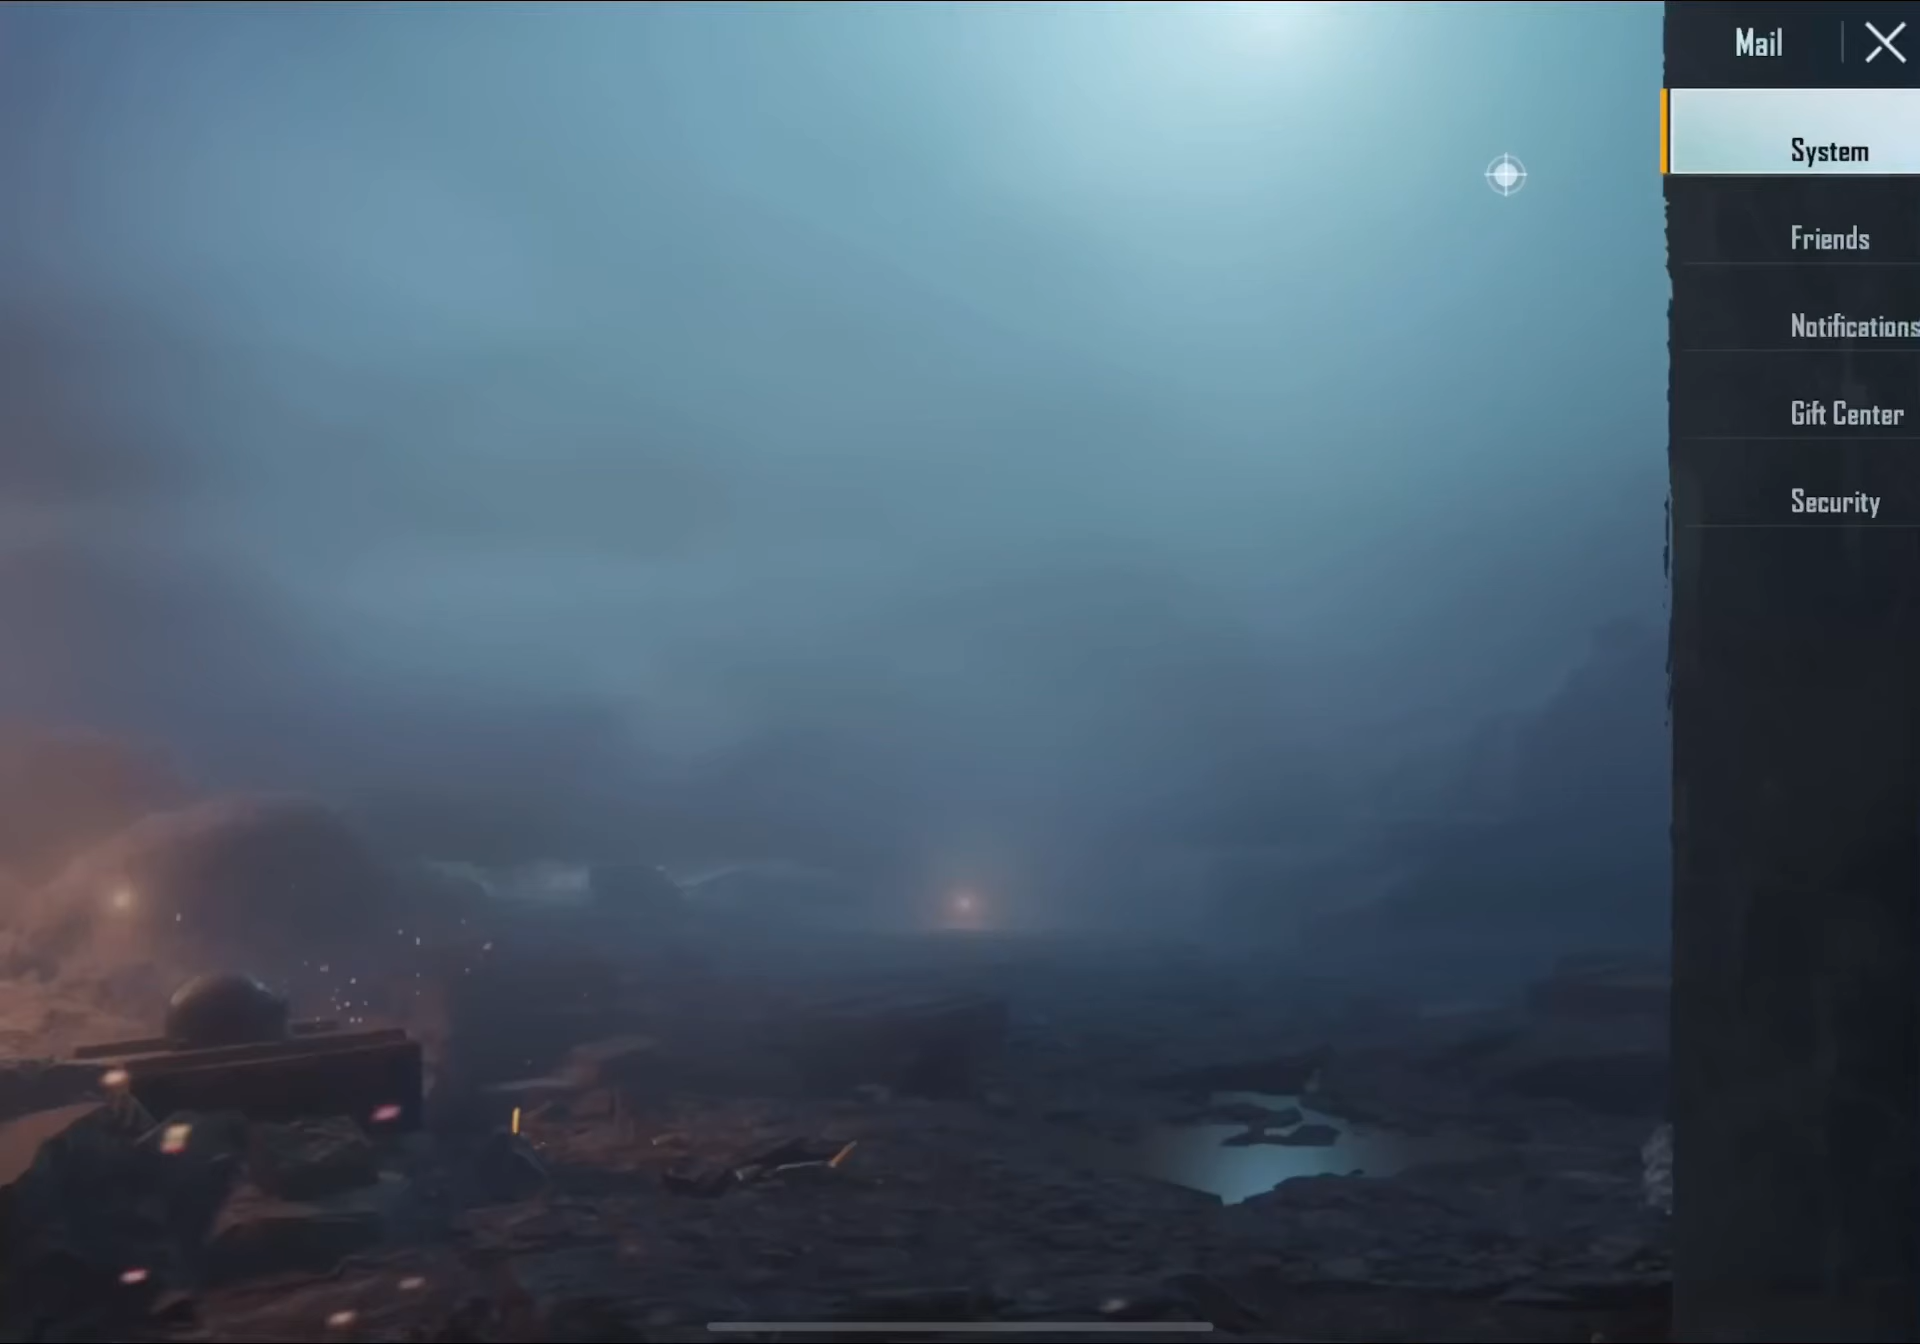 Mail
System
Friends
Notifications
Gift Center
Security